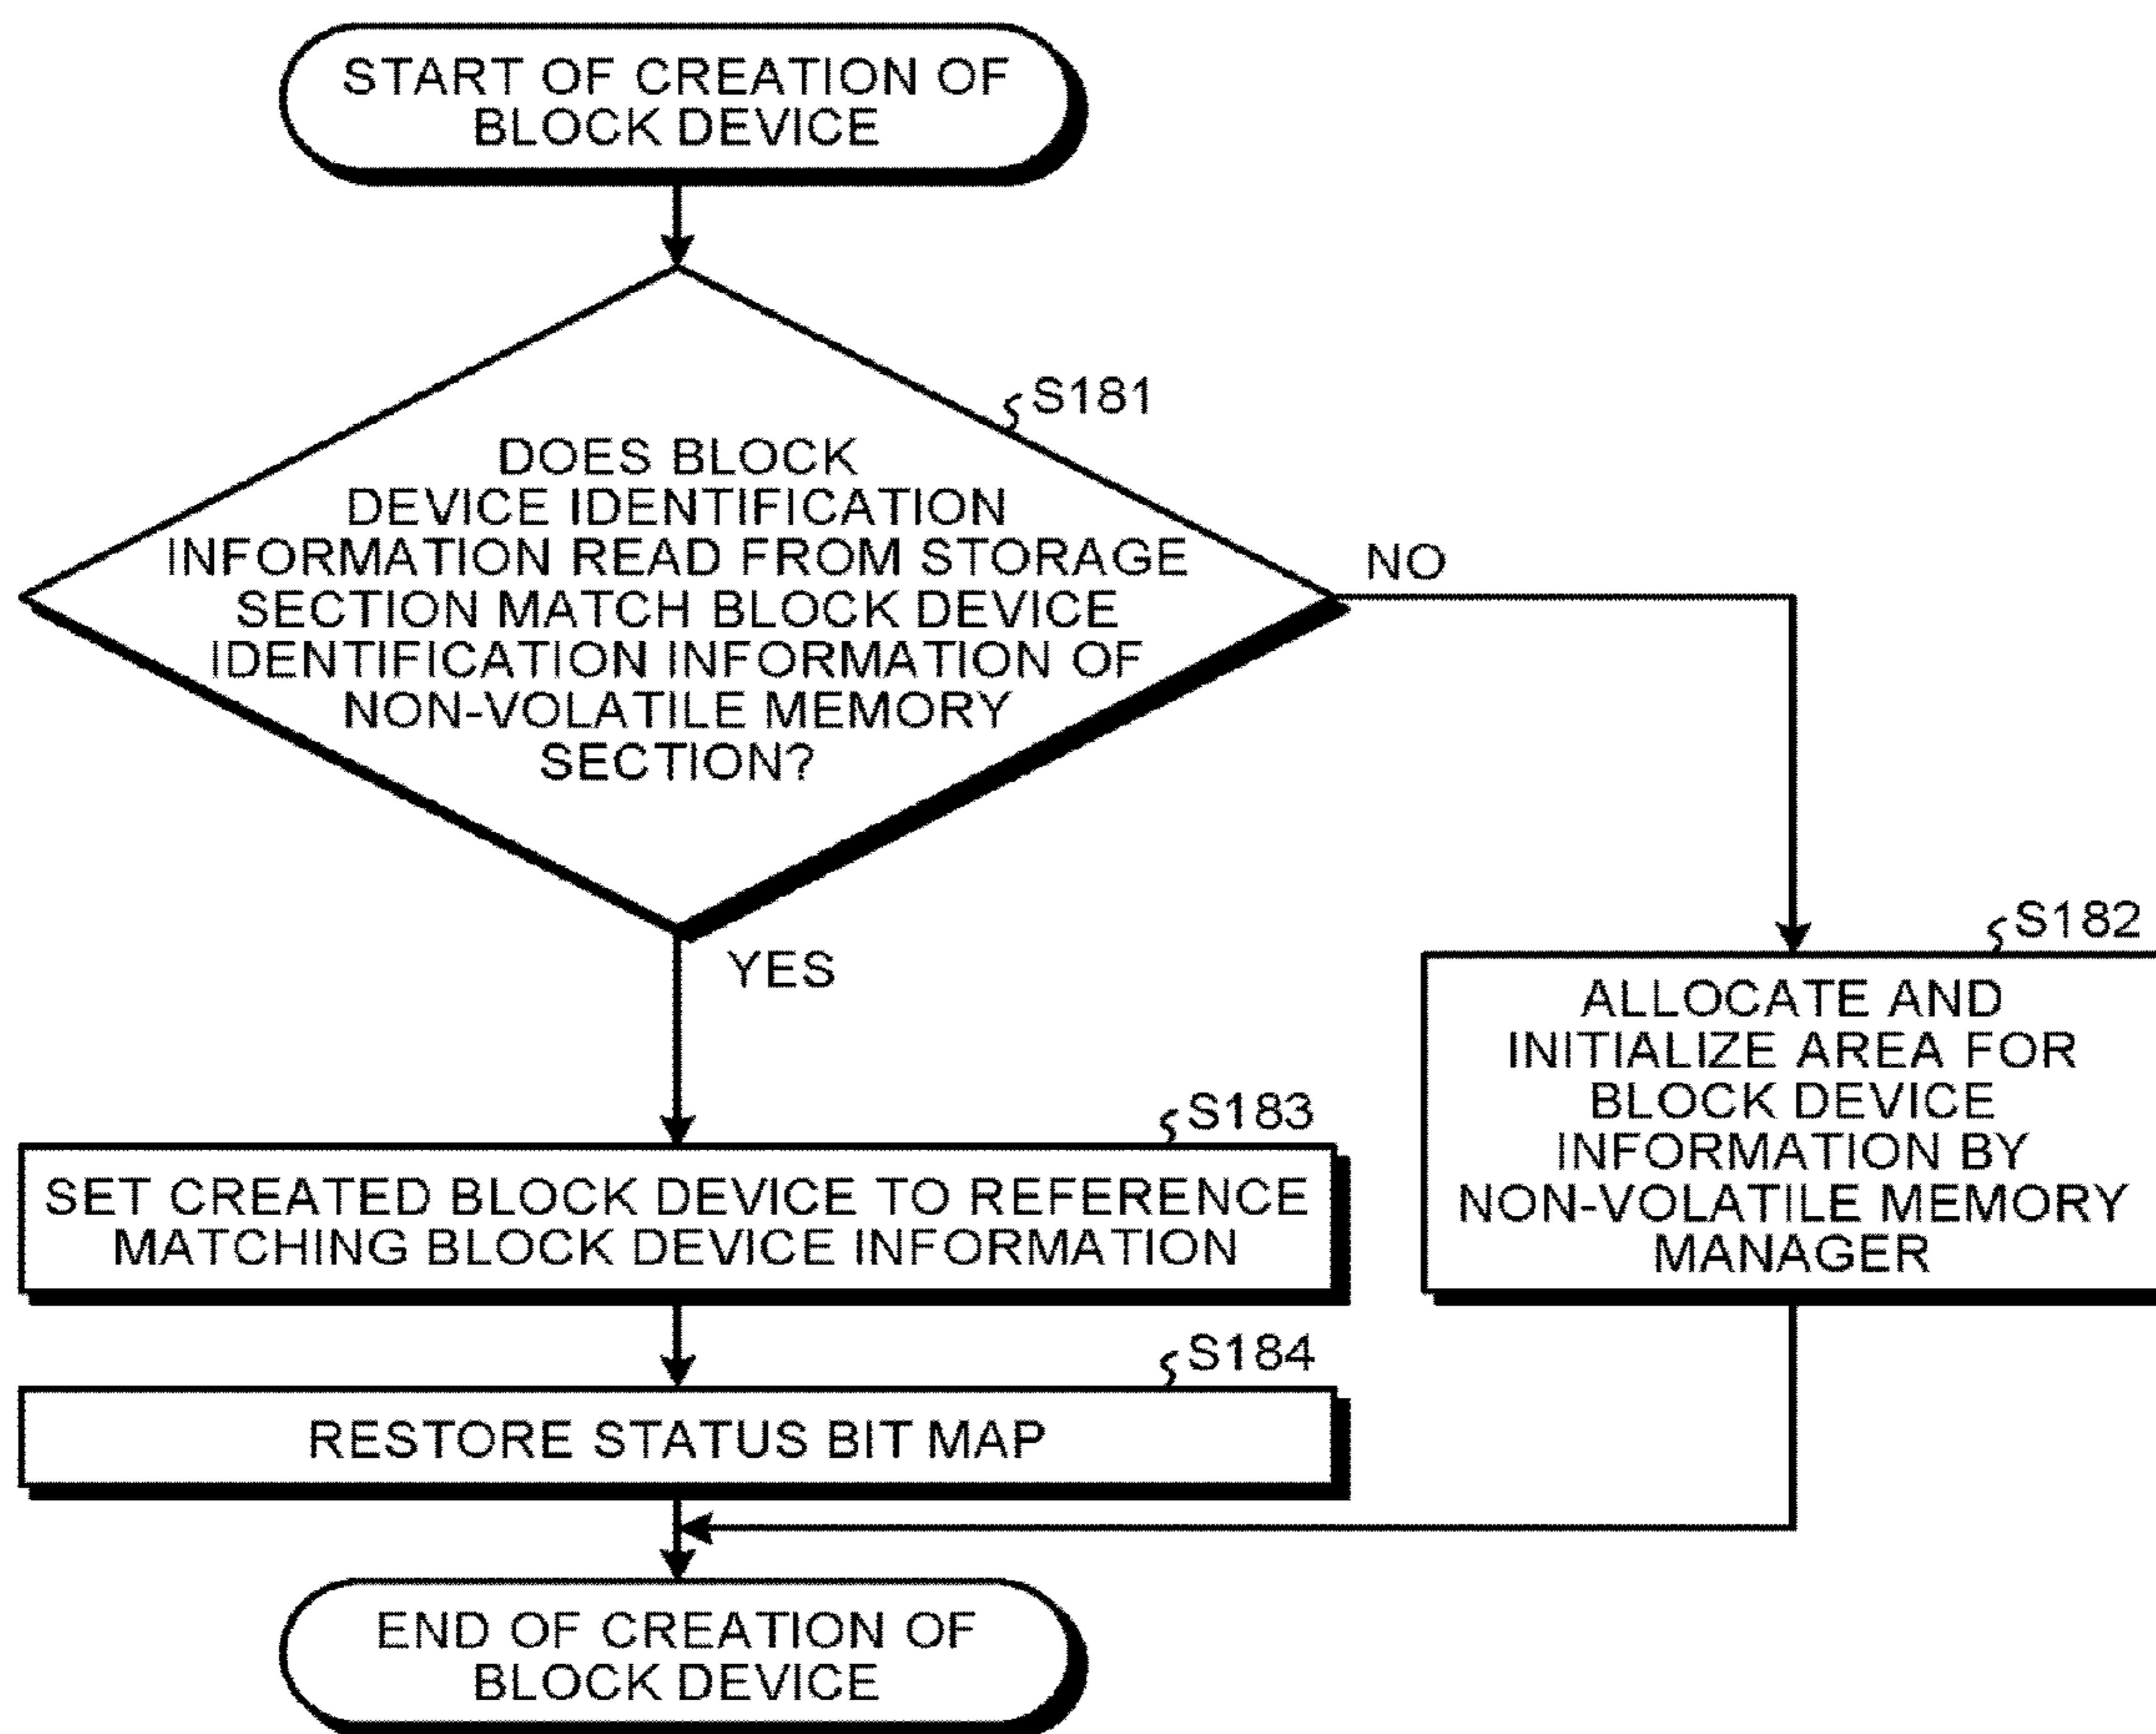 START OF CREATION OF
BLOCK DEVICE
S181
DOES BLOCK
DEVICE IDENTIFICATION
INFORMATION READ FROM STORAGE
SECTION MATCH BLOCK DEVICE
IDENTIFICATION INFORMATION OF
NON-VOLATILE MEMORY
SECTION?
NO
YES
S182
ALLOCATE AND
INITIALIZE AREA FOR
BLOCK DEVICE
INFORMATION BY
NON-VOLATILE MEMORY
MANAGER
S183
SET CREATED BLOCK DEVICE TO REFERENCE
MATCHING BLOCK DEVICE INFORMATION
S184
RESTORE STATUS BIT MAP
END OF CREATION OF
BLOCK DEVICE